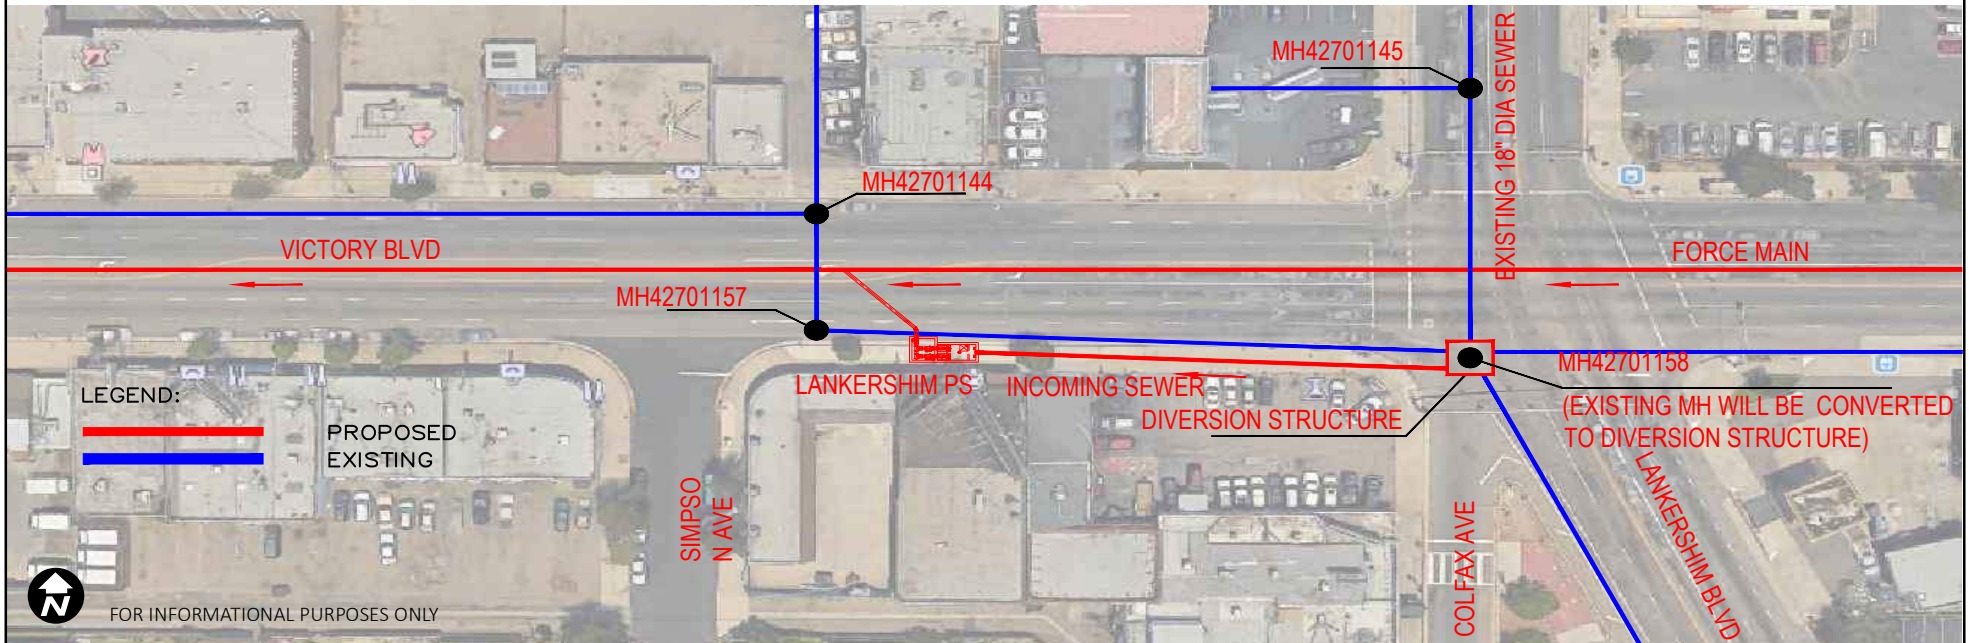 MH42701145
EXISTING 18" DIA SEWER
MH42701144
VICTORY BLVD
FORCE MAIN
MH42701157
LANKERSHIM PS
INCOMING SEWER
DIVERSION STRUCTURE
MH42701158
(EXISTING MH WILL BE CONVERTED
TO DIVERSION STRUCTURE)
LEGEND:
PROPOSED
EXISTING
SIMPSO
N AVE
COLFAX AVE
LANKERSHIM BLVD
N
FOR INFORMATIONAL PURPOSES ONLY